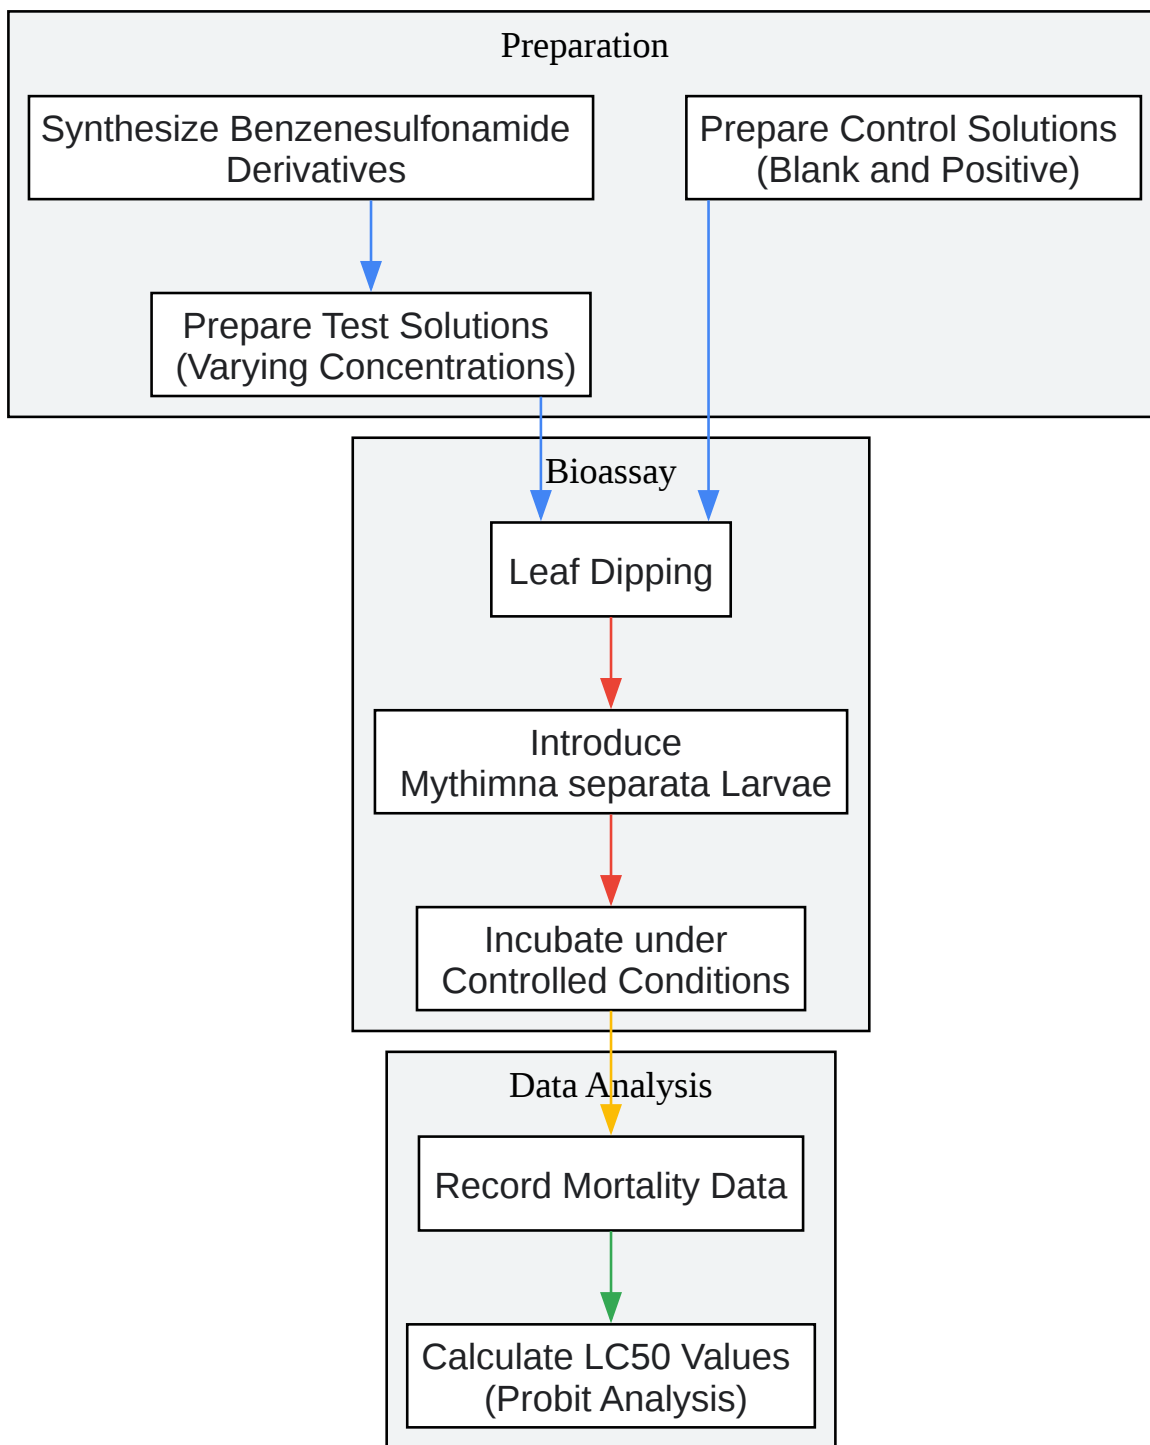 Preparation
Synthesize Benzenesulfonamide
Derivatives
Prepare Control Solutions
(Blank and Positive)
Prepare Test Solutions
(Varying Concentrations)
Bioassay
Leaf Dipping
Introduce
Mythimna separata Larvae
Incubate under
Controlled Conditions
Data Analysis
Record Mortality Data
Calculate LC50 Values
(Probit Analysis)